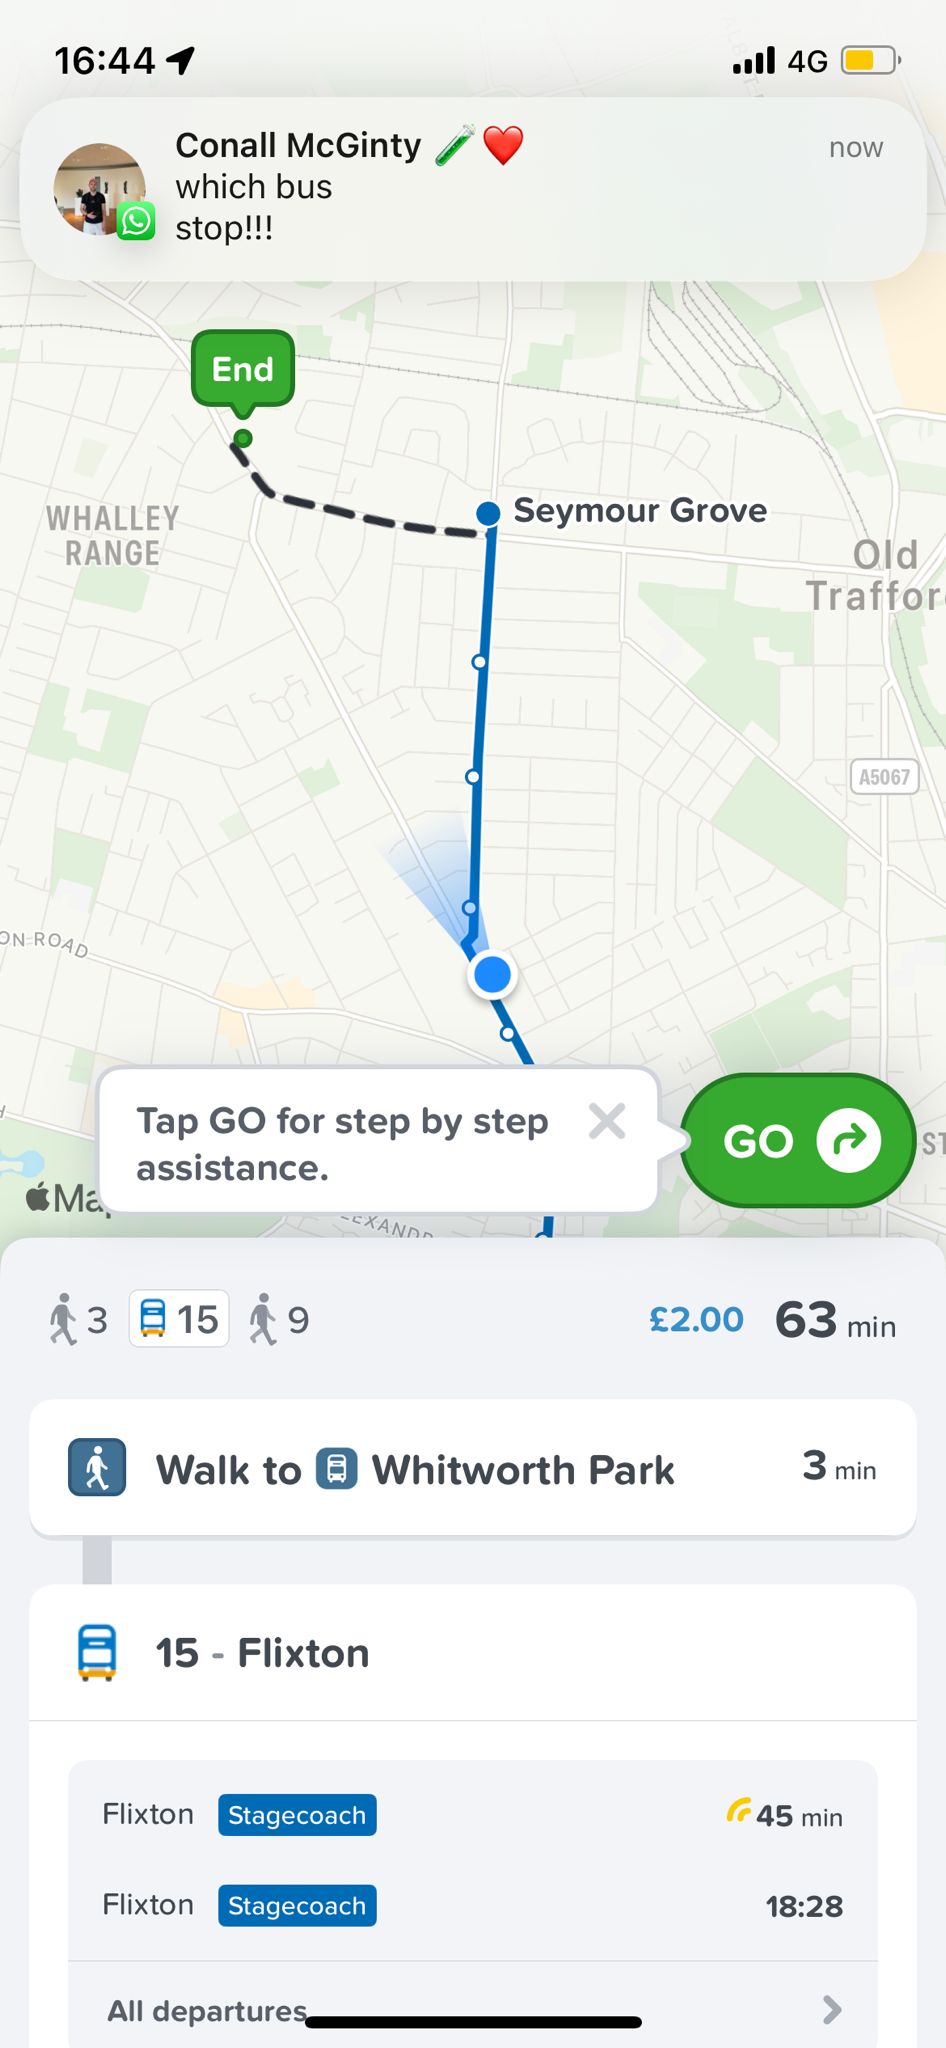 16:44
4G
Conall McGinty 🧪❤️
now
which bus
stop!!!
End
Seymour Grove
WHALLEY
RANGE
Old
Traffor
A5067
ON ROAD
Tap GO for step by step
assistance.
GO
ST
Ma
EXAND
3
15
9
£2.00
63 min
Walk to Whitworth Park
3 min
15 - Flixton
Flixton
Stagecoach
45 min
Flixton
Stagecoach
18:28
All departures